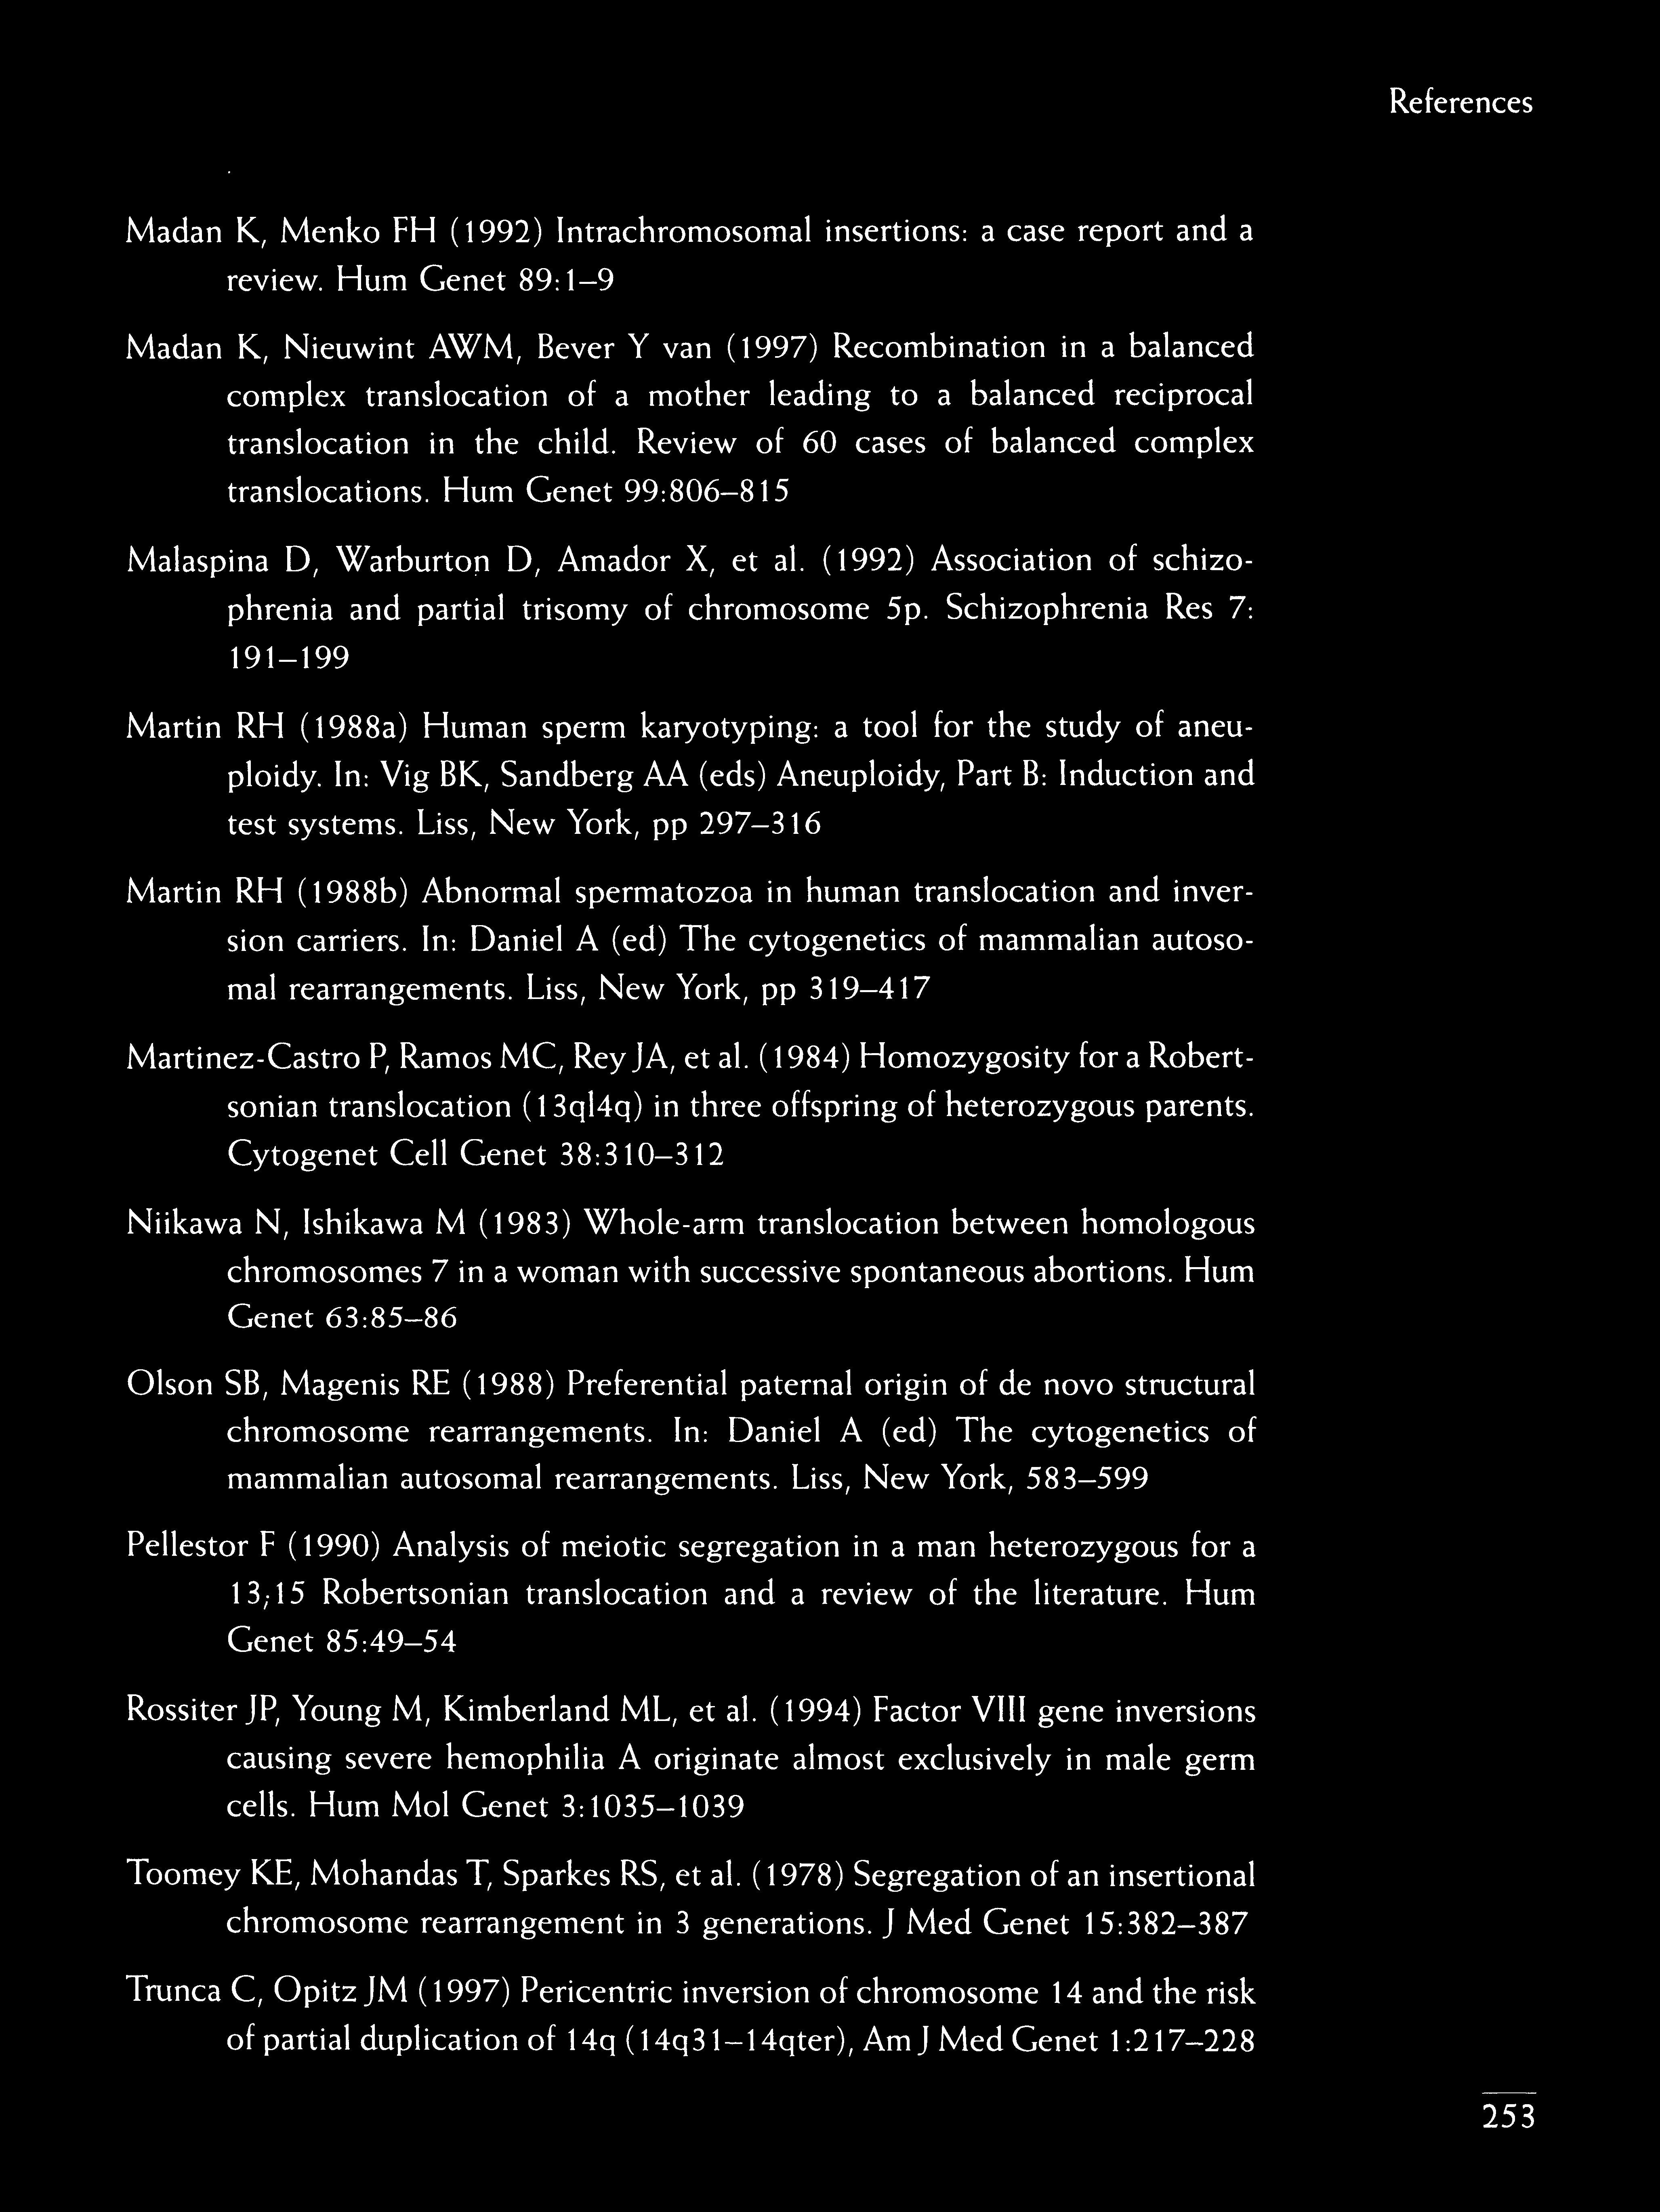 References
Madan K, Menko FH (1992) Intrachromosomal insertions: a case report and a
review. Hum Genet 89:1–9
Madan K, Nieuwint AWM, Bever Y van (1997) Recombination in a balanced
complex translocation of a mother leading to a balanced reciprocal
translocation in the child. Review of 60 cases of balanced complex
translocations. Hum Genet 99:806–815
Malaspina D, Warburton D, Amador X, et al. (1992) Association of schizo-
phrenia and partial trisomy of chromosome 5p. Schizophrenia Res 7:
191–199
Martin RH (1988a) Human sperm karyotyping: a tool for the study of aneu-
ploidy. In: Vig BK, Sandberg AA (eds) Aneuploidy, Part B: Induction and
test systems. Liss, New York, pp 297–316
Martin RH (1988b) Abnormal spermatozoa in human translocation and inver-
sion carriers. In: Daniel A (ed) The cytogenetics of mammalian autoso-
mal rearrangements. Liss, New York, pp 319–417
Martinez-Castro P, Ramos MC, Rey JA, et al. (1984) Homozygosity for a Robert-
sonian translocation (13ql4q) in three offspring of heterozygous parents.
Cytogenet Cell Genet 38:310–312
Niikawa N, Ishikawa M (1983) Whole-arm translocation between homologous
chromosomes 7 in a woman with successive spontaneous abortions. Hum
Genet 63:85–86
Olson SB, Magenis RE (1988) Preferential paternal origin of de novo structural
chromosome rearrangements. In: Daniel A (ed) The cytogenetics of
mammalian autosomal rearrangements. Liss, New York, 583–599
Pellestor F (1990) Analysis of meiotic segregation in a man heterozygous for a
13;15 Robertsonian translocation and a review of the literature. Hum
Genet 85:49–54
Rossiter JP, Young M, Kimberland ML, et al. (1994) Factor VIII gene inversions
causing severe hemophilia A originate almost exclusively in male germ
cells. Hum Mol Genet 3:1035–1039
Toomey KE, Mohandas T, Sparkes RS, et al. (1978) Segregation of an insertional
chromosome rearrangement in 3 generations. J Med Genet 15:382–387
Trunca C, Opitz JM (1997) Pericentric inversion of chromosome 14 and the risk
of partial duplication of 14q (14q31–14qter), Am J Med Genet 1:217–228
253